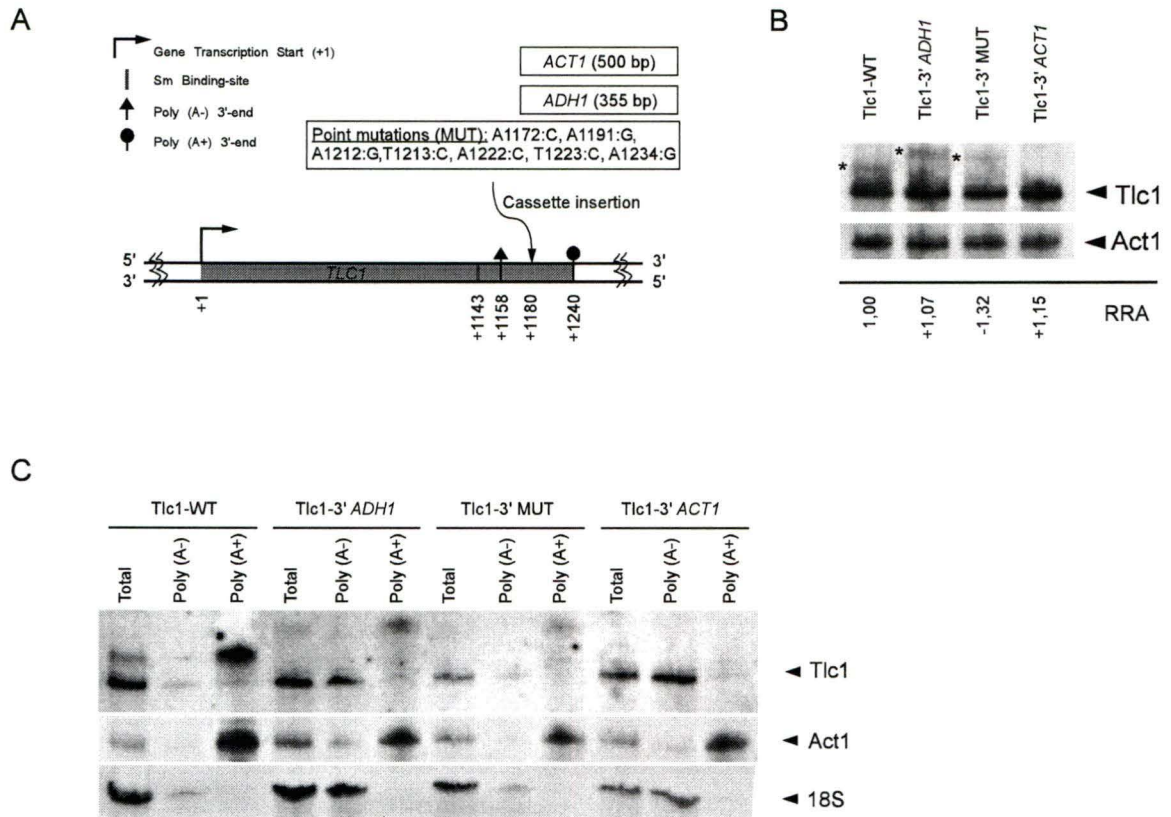 A
Gene Transcription Start (+1)
Sm Binding-site
Poly (A-) 3'-end
Poly (A+) 3'-end
ACT1 (500 bp)
ADH1 (355 bp)
Point mutations (MUT): A1172:C, A1191:G,
A1212:G,T1213:C, A1222:C, T1223:C, A1234:G
Cassette insertion
5' 3'
TLC1
3' 5'
+1 +1143 +1158 +1180 +1240
B
Tlc1-WT Tlc1-3' ADH1 Tlc1-3' MUT Tlc1-3' ACT1
* * *
Tlc1
Act1
1,00 +1,07 -1,32 +1,15 RRA
C
Tlc1-WT Tlc1-3' ADH1 Tlc1-3' MUT Tlc1-3' ACT1
Total Poly (A-) Poly (A+) Total Poly (A-) Poly (A+) Total Poly (A-) Poly (A+) Total Poly (A-) Poly (A+)
Tlc1
Act1
18S